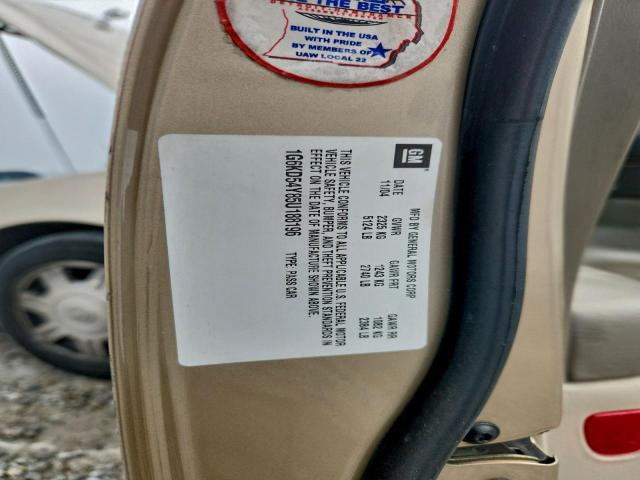 THE BEST
BUILT IN THE USA
WITH PRIDE
BY MEMBERS OF
UAW LOCAL 22
GM
MFD BY GENERAL MOTORS CORP
DATE GVWR GAWR FRT GAWR RR
11/04 2325 KG 1243 KG 1082 KG
5124 LB 2740 LB 2384 LB
THIS VEHICLE CONFORMS TO ALL APPLICABLE U.S. FEDERAL MOTOR
VEHICLE SAFETY, BUMPER, AND THEFT PREVENTION STANDARDS IN
EFFECT ON THE DATE OF MANUFACTURE SHOWN ABOVE.
1G6KD54Y85U188196 TYPE: PASS CAR